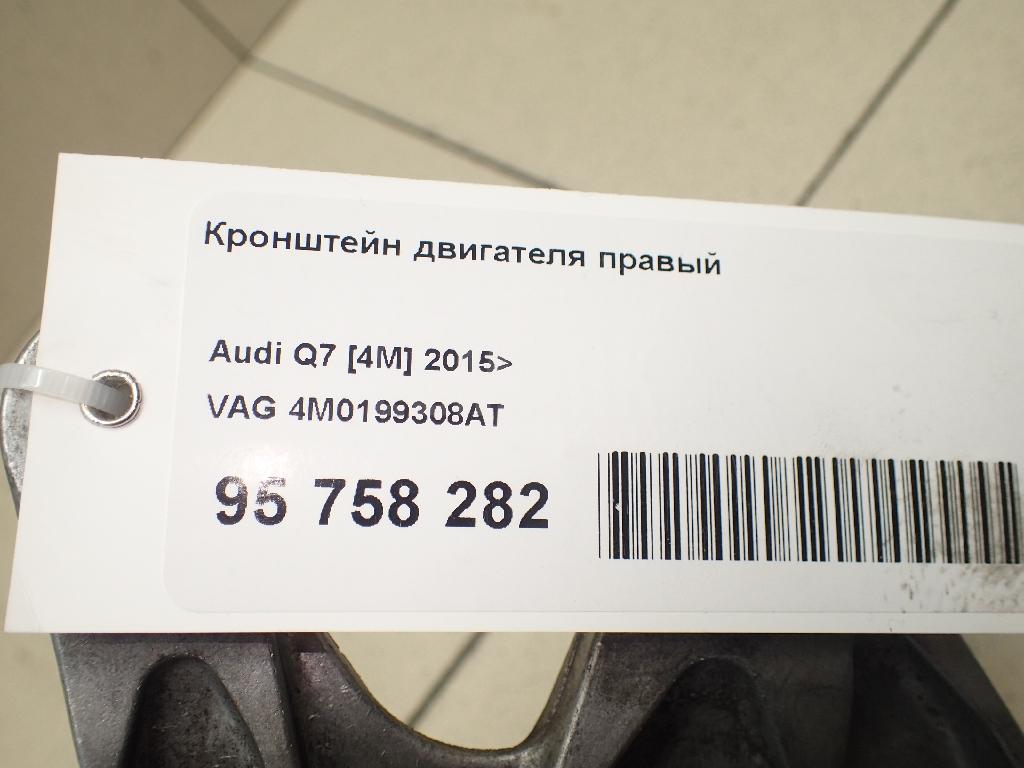 Кронштейн двигателя правый
Audi Q7 [4M] 2015>
VAG 4M0199308AT
95 758 282